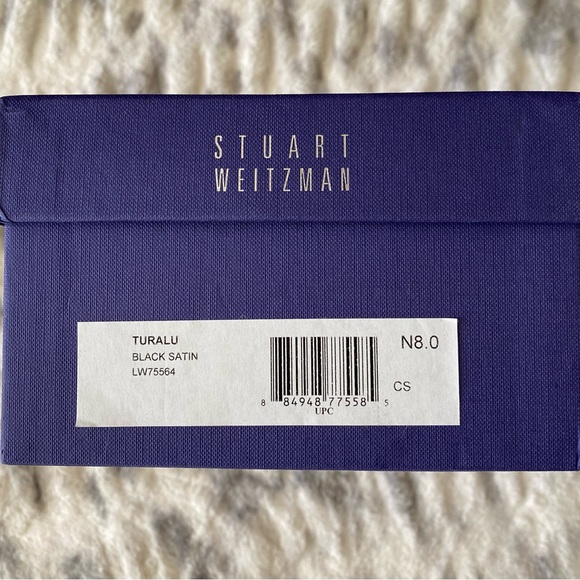 STUART
WEITZMAN
TURALU
BLACK SATIN
LW75564
N8.0
CS
8 84948 77558 5
UPC